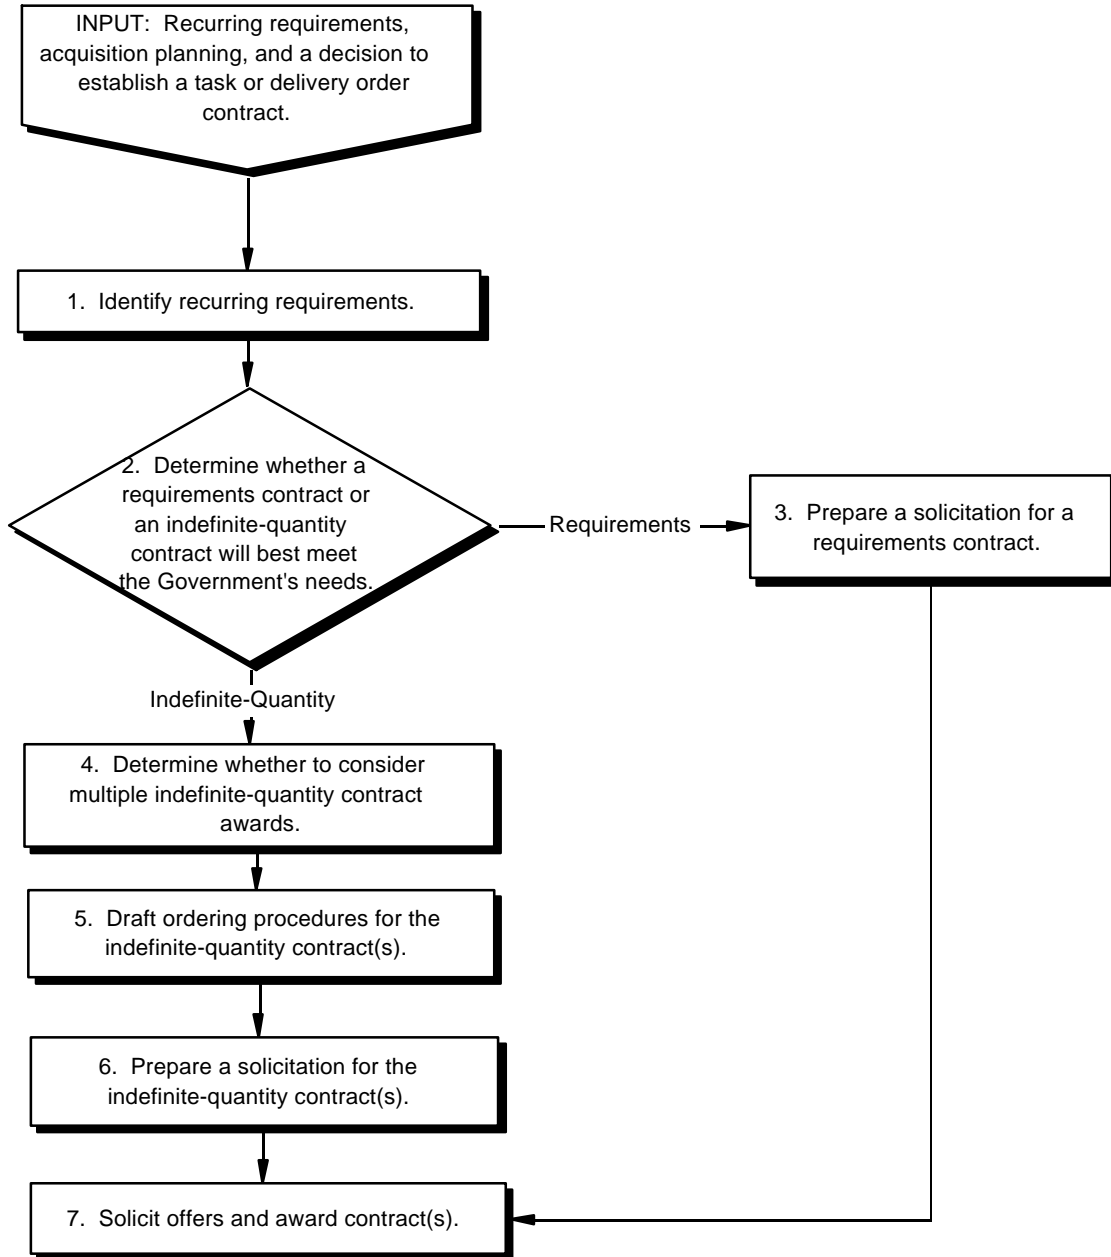 INPUT: Recurring requirements,
acquisition planning, and a decision to
establish a task or delivery order
contract.
1. Identify recurring requirements.
2. Determine whether a
requirements contract or
an indefinite-quantity
contract will best meet
the Government's needs.
Requirements
3. Prepare a solicitation for a
requirements contract.
Indefinite-Quantity
4. Determine whether to consider
multiple indefinite-quantity contract
awards.
5. Draft ordering procedures for the
indefinite-quantity contract(s).
6. Prepare a solicitation for the
indefinite-quantity contract(s).
7. Solicit offers and award contract(s).